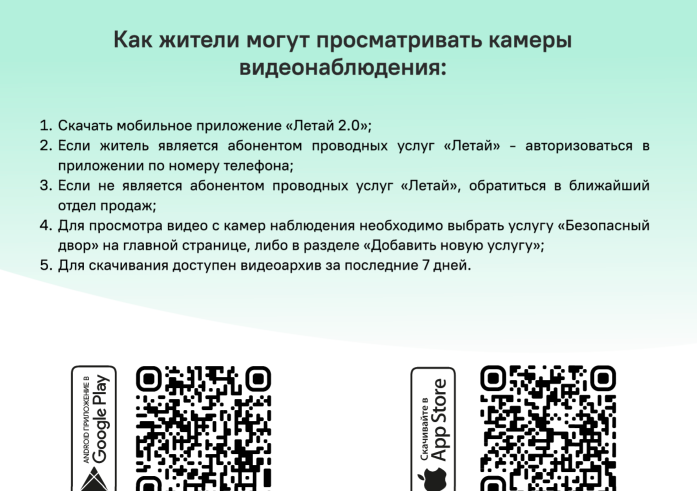 Как жители могут просматривать камеры
видеонаблюдения:
1. Скачать мобильное приложение «Летай 2.0»;
2. Если житель является абонентом проводных услуг «Летай» - авторизоваться в
приложении по номеру телефона;
3. Если не является абонентом проводных услуг «Летай», обратиться в ближайший
отдел продаж;
4. Для просмотра видео с камер наблюдения необходимо выбрать услугу «Безопасный
двор» на главной странице, либо в разделе «Добавить новую услугу»;
5. Для скачивания доступен видеоархив за последние 7 дней.
ANDROID ПРИЛОЖЕНИЕ В
Google Play
Скачивайте в
App Store